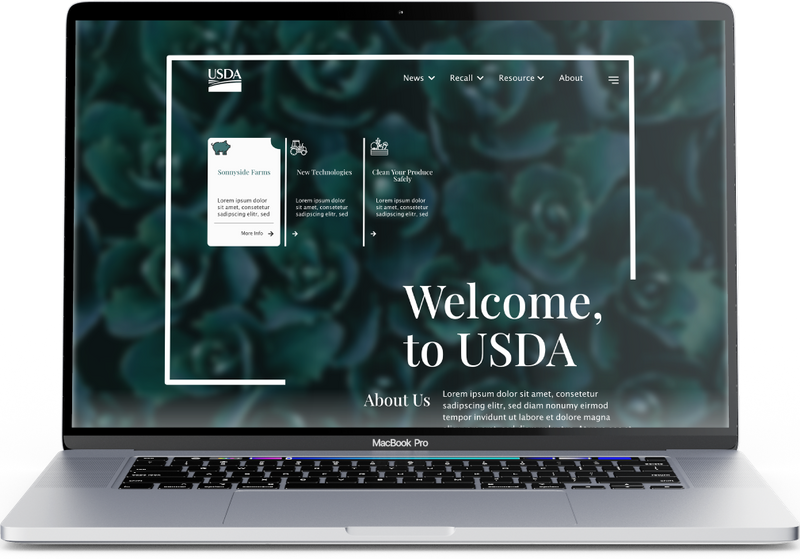 USDA
News
Recall
Resource
About
Sonnyside Farms
Lorem ipsum dolor
sit amet, consetetur
sadipscing elitr, sed
More Info
New Technologies
Lorem ipsum dolor
sit amet, consetetur
sadipscing elitr, sed
Clean Your Produce
Safely
Lorem ipsum dolor
sit amet, consetetur
sadipscing elitr, sed
Welcome,
to USDA
About Us
Lorem ipsum dolor sit amet, consetetur
sadipscing elitr, sed diam nonumy eirmod
tempor invidunt ut labore et dolore magna
MacBook Pro